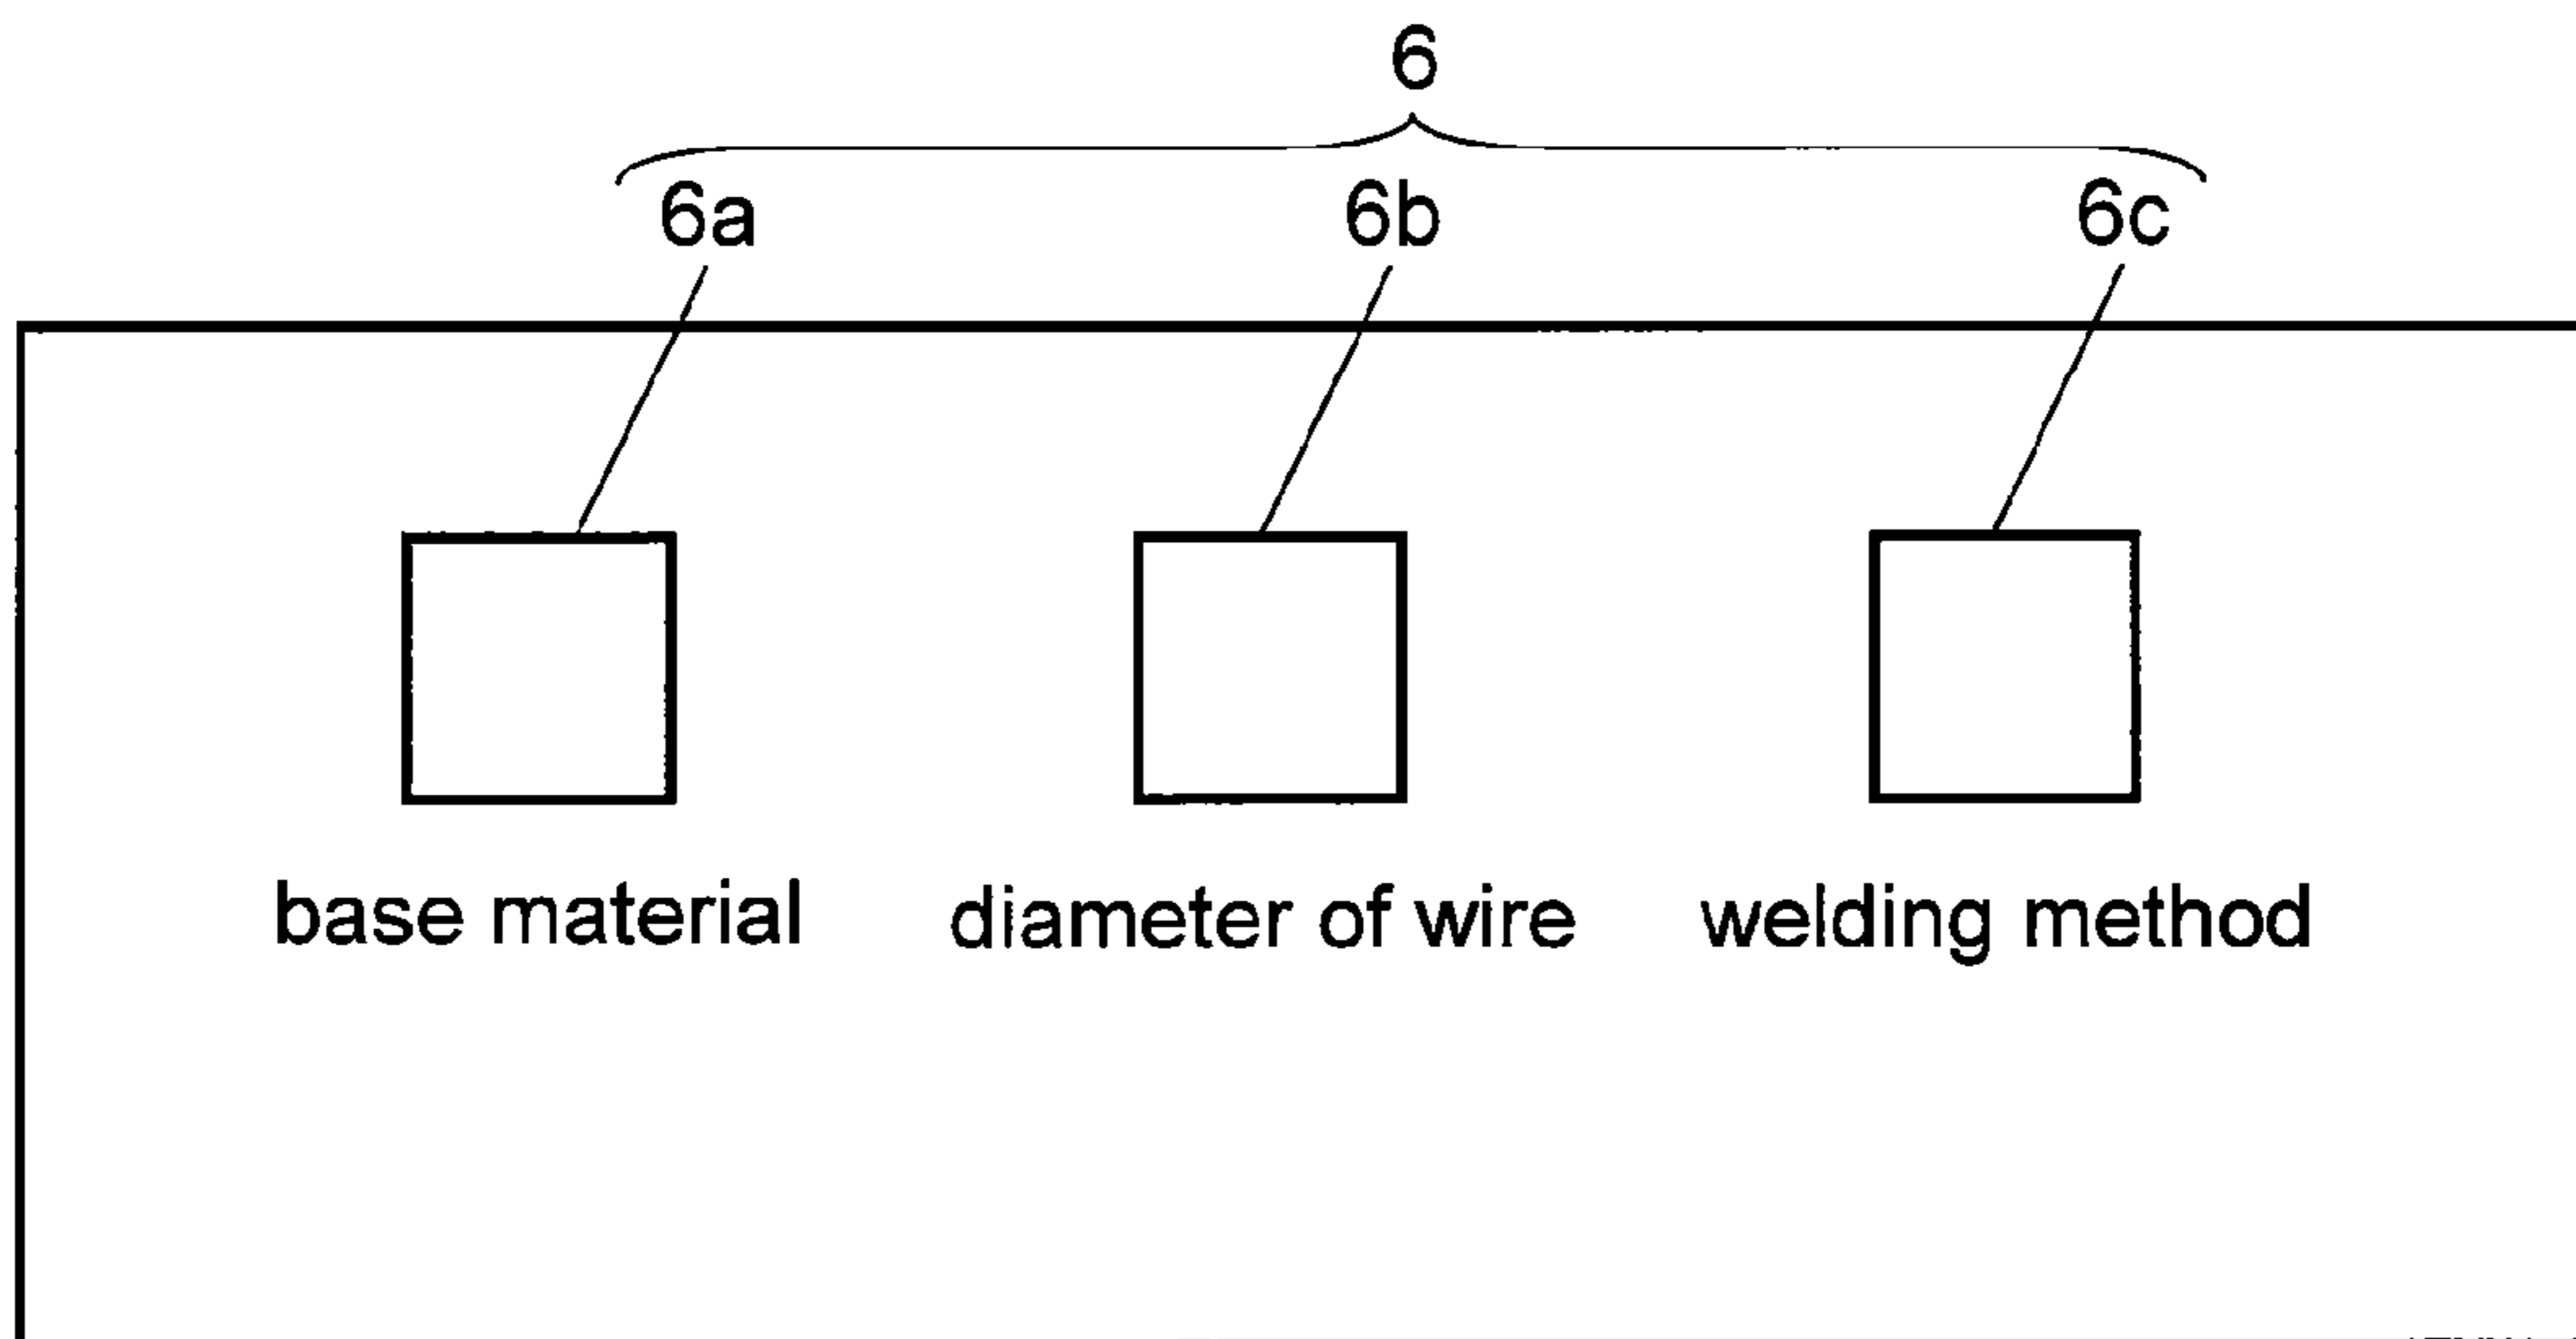 6
6a 6b 6c
base material diameter of wire welding method